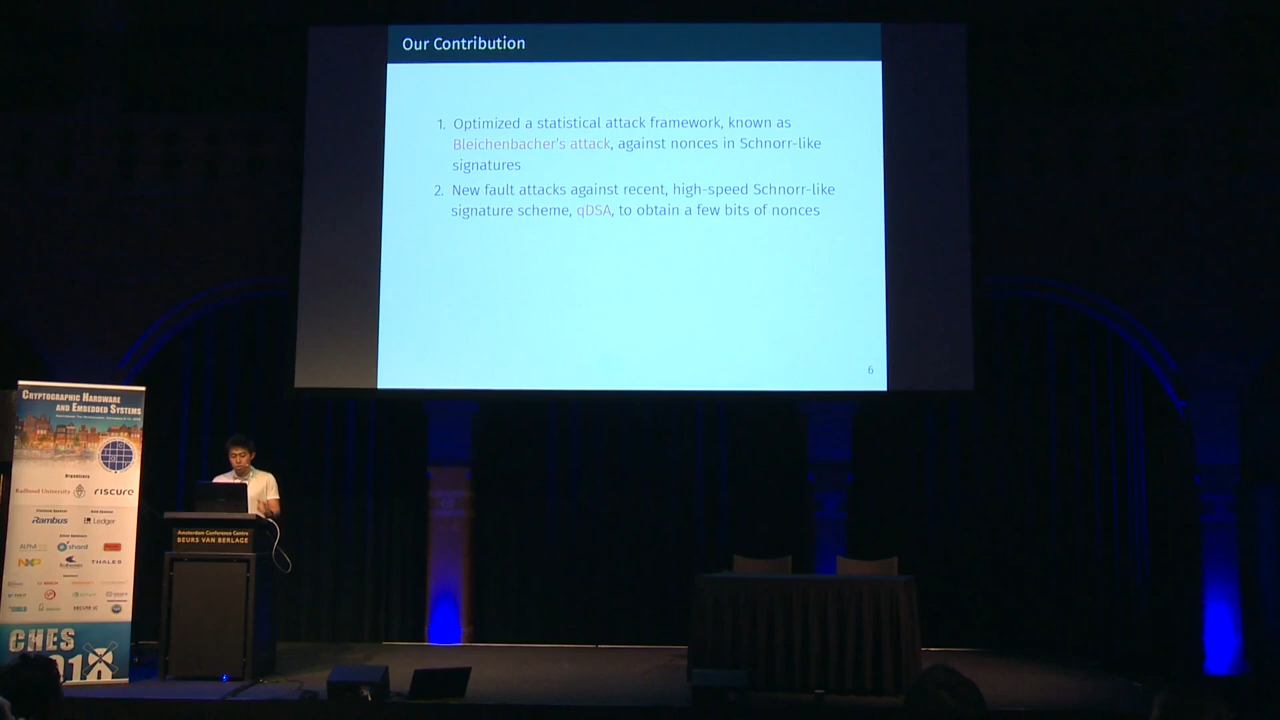 Our Contribution
1. Optimized a statistical attack framework, known as
Bleichenbacher's attack, against nonces in Schnorr-like
signatures
2. New fault attacks against recent, high-speed Schnorr-like
signature scheme, qDSA, to obtain a few bits of nonces
6
CRYPTOGRAPHIC HARDWARE
AND EMBEDDED SYSTEMS
Organizers
Radboud University
riscure
Rambus
Ledger
shard
NXP
THALES
CHES
Amsterdam Conference Centre
BEURS VAN BERLAGE